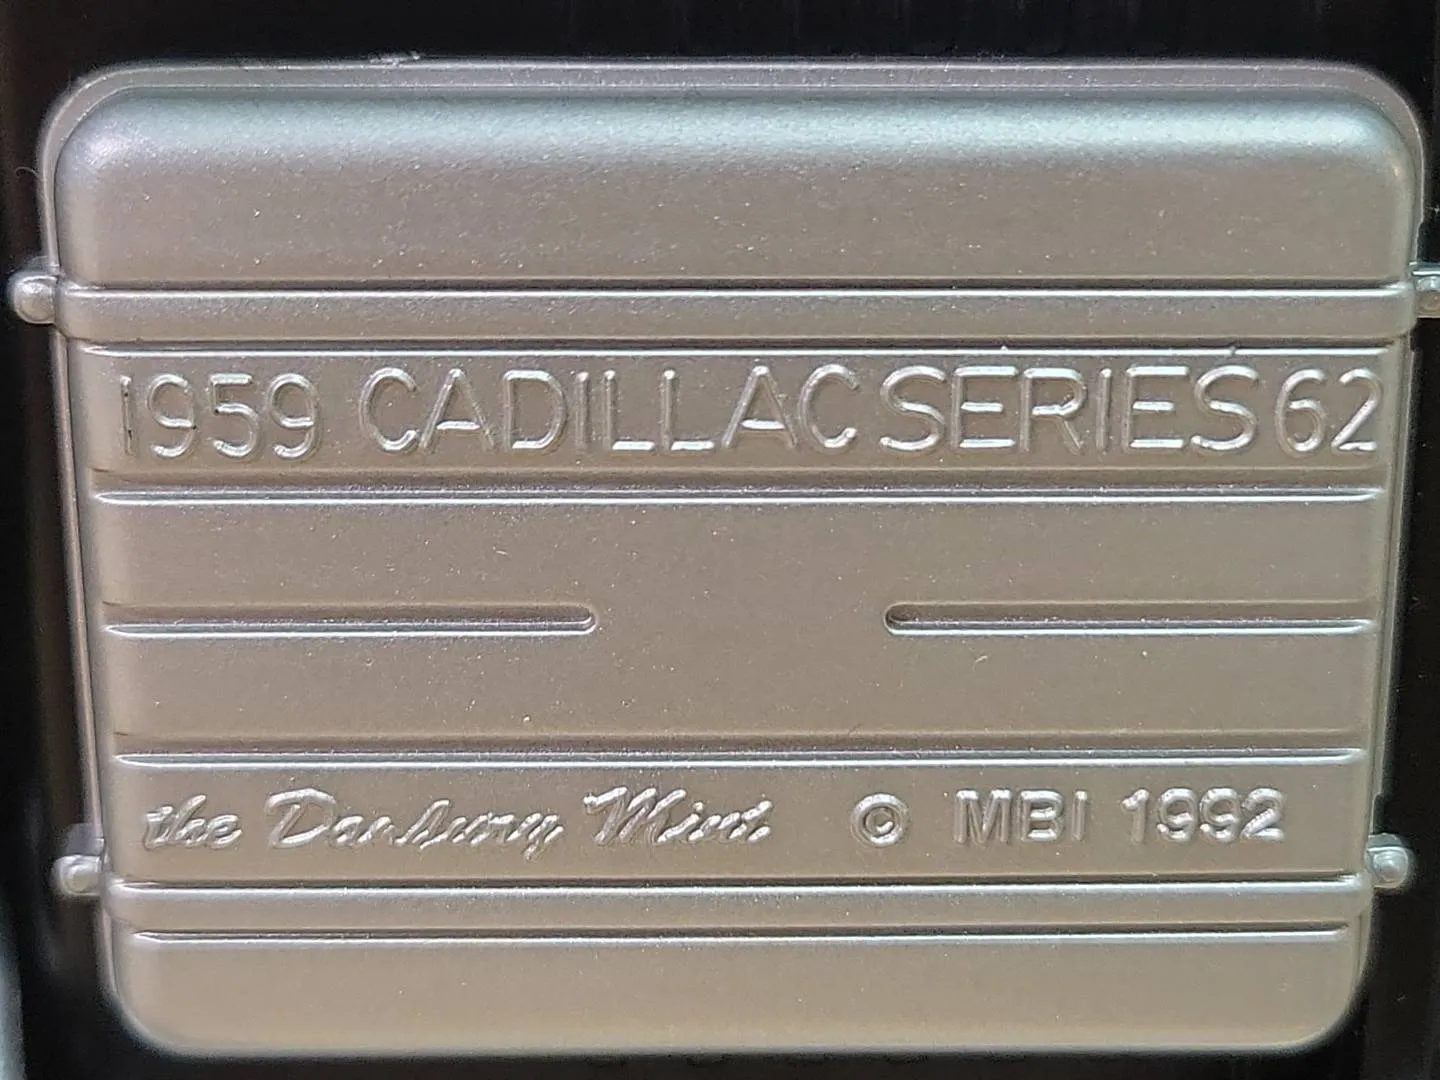 1959 CADILLAC SERIES 62
the Danbury Mint © MBI 1992